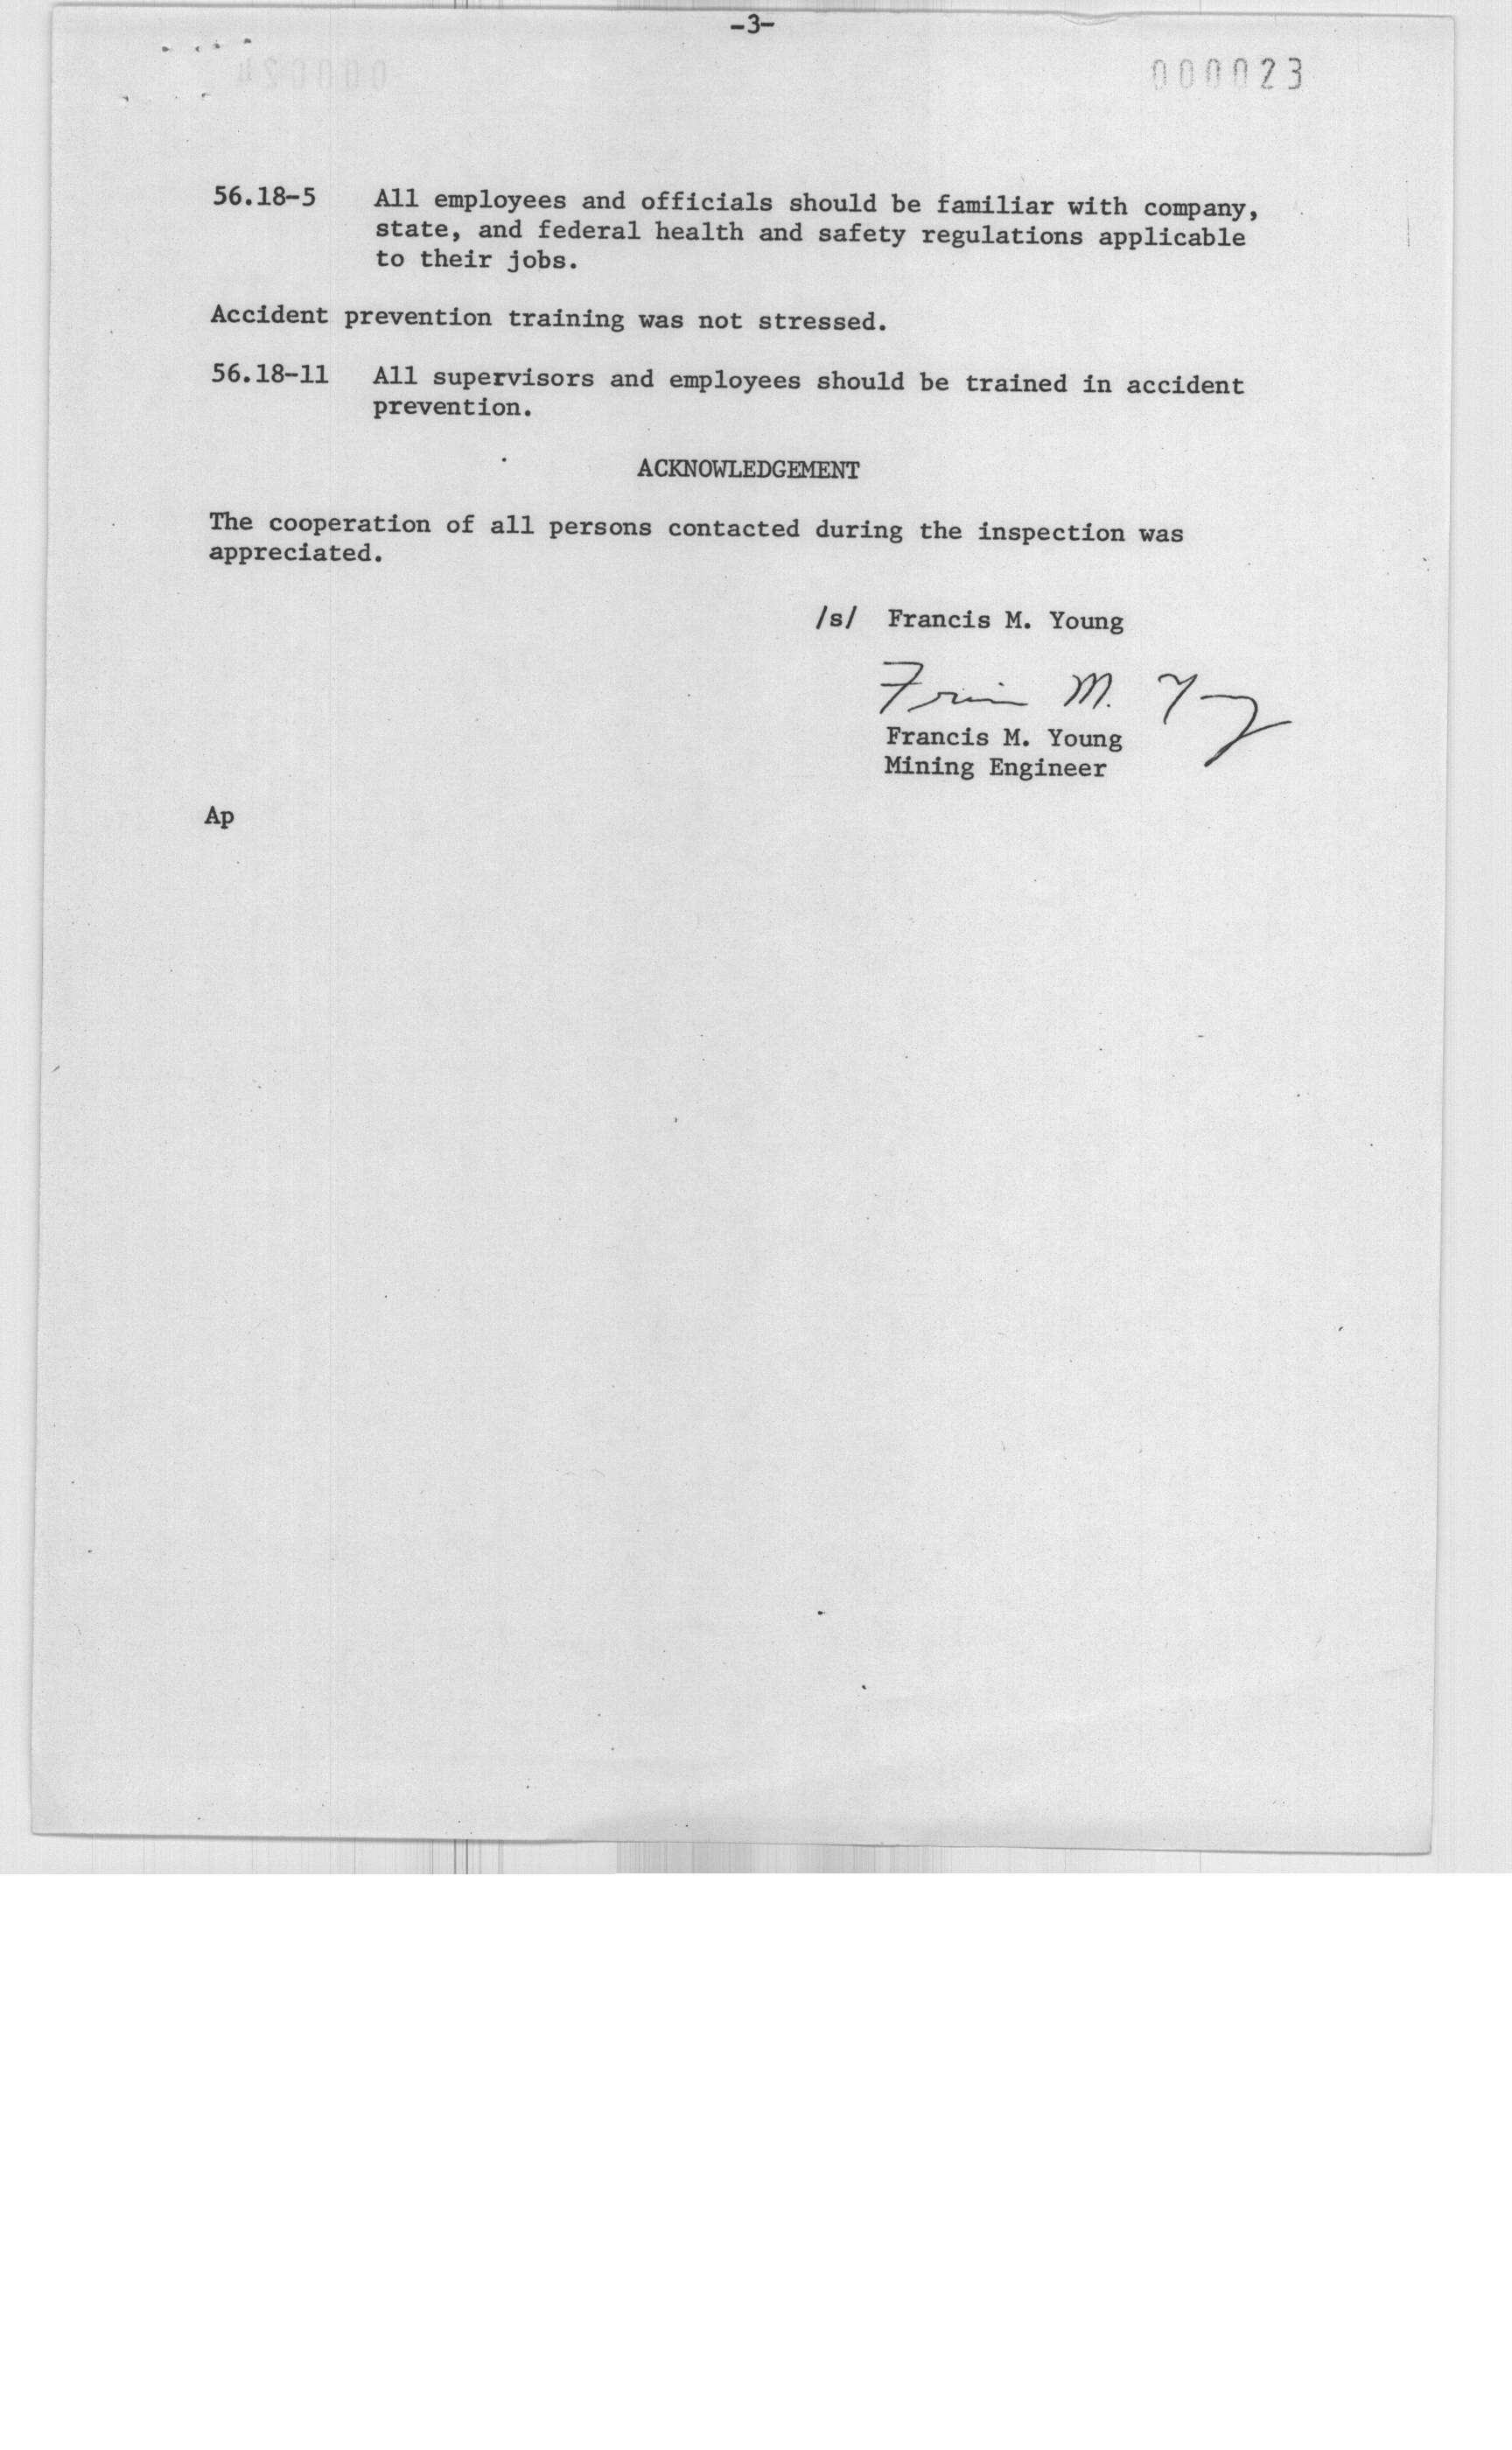 -3-
000023
56.18-5 All employees and officials should be familiar with company,
state, and federal health and safety regulations applicable
to their jobs.
Accident prevention training was not stressed.
56.18-11 All supervisors and employees should be trained in accident
prevention.
ACKNOWLEDGEMENT
The cooperation of all persons contacted during the inspection was
appreciated.
/s/ Francis M. Young
Francis M. Young
Francis M. Young
Mining Engineer
Ap